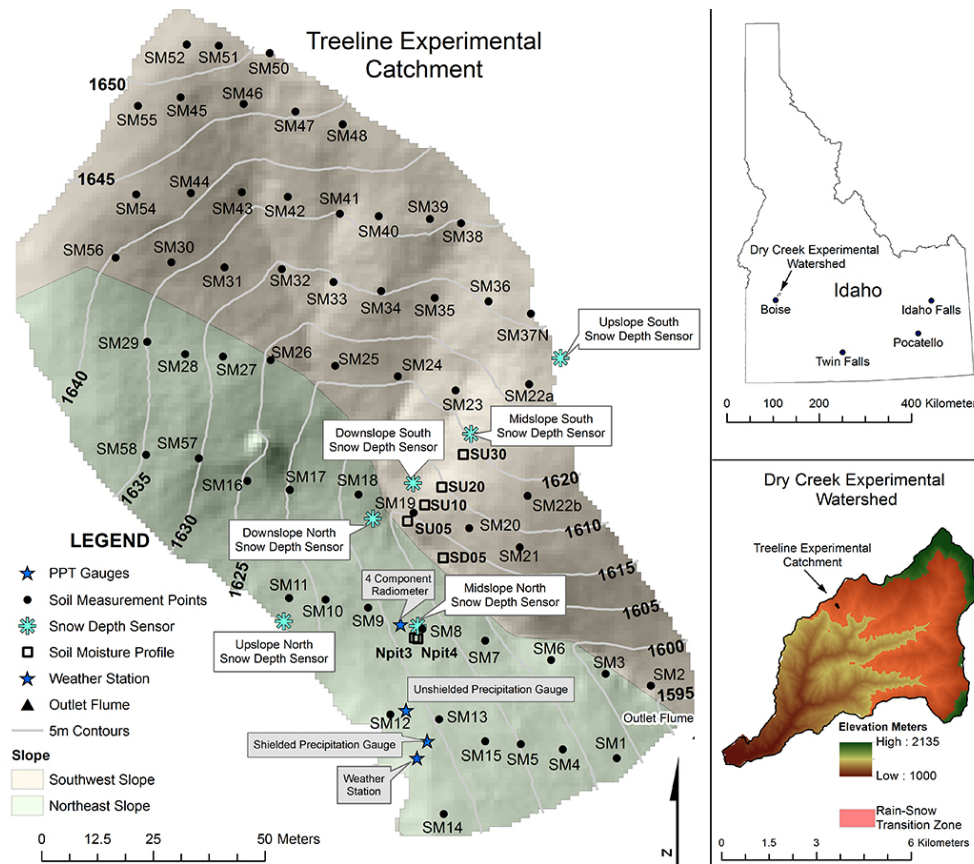 Treeline Experimental
Catchment
SM52
SM51
SM50
1650
SM55
SM45
SM46
SM47
SM48
1645
SM54
SM44
SM43
SM42
SM41
SM40
SM39
SM38
SM56
SM30
SM31
SM32
SM33
SM34
SM35
SM36
SM37N
Upslope South
Snow Depth Sensor
SM29
SM28
SM27
SM26
SM25
SM24
SM23
SM22a
1640
Downslope South
Snow Depth Sensor
Midslope South
Snow Depth Sensor
SU30
SM58
SM57
SM16
SM17
SM18
SM19
SU20
SU10
SU05
SM20
SM22b
SM21
SD05
1620
1610
1615
1605
1600
1595
1635
1630
1625
Downslope North
Snow Depth Sensor
4 Component
Radiometer
Midslope North
Snow Depth Sensor
SM11
SM10
SM9
SM8
SM7
SM6
SM3
SM2
Npit3
Npit4
Upslope North
Snow Depth Sensor
Unshielded Precipitation Gauge
Outlet Flume
SM12
SM13
Shielded Precipitation Gauge
SM15
SM5
SM4
SM1
Weather
Station
SM14
LEGEND
PPT Gauges
Soil Measurement Points
Snow Depth Sensor
Soil Moisture Profile
Weather Station
Outlet Flume
5m Contours
Slope
Southwest Slope
Northeast Slope
0 12.5 25 50 Meters
N
Dry Creek Experimental
Watershed
Idaho
Boise
Idaho Falls
Pocatello
Twin Falls
0 100 200 400 Kilometers
Dry Creek Experimental
Watershed
Treeline Experimental
Catchment
Elevation Meters
High : 2135
Low : 1000
Rain-Snow
Transition Zone
0 1.5 3 6 Kilometers